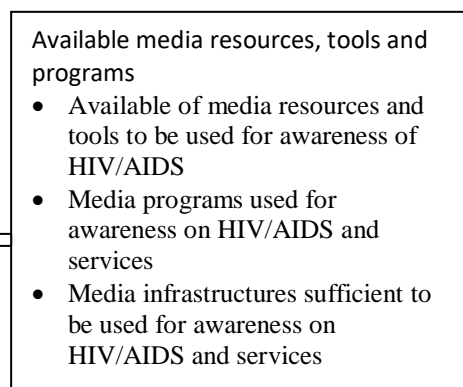 Available media resources, tools and
programs
• Available of media resources and
tools to be used for awareness of
HIV/AIDS
• Media programs used for
awareness on HIV/AIDS and
services
• Media infrastructures sufficient to
be used for awareness on
HIV/AIDS and services